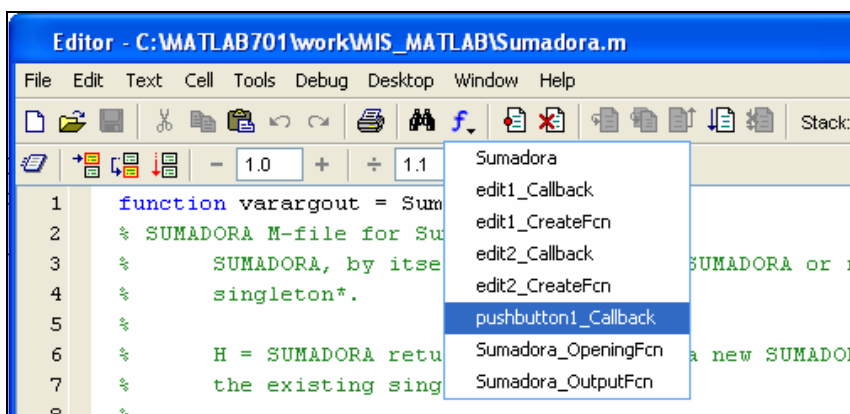 Editor - C:\MATLAB701\work\MIS_MATLAB\Sumadora.m
File Edit Text Cell Tools Debug Desktop Window Help
Stack:
1.0 1.1
Sumadora
edit1_Callback
edit1_CreateFcn
edit2_Callback
edit2_CreateFcn
pushbutton1_Callback
Sumadora_OpeningFcn
Sumadora_OutputFcn
1 function varargout = Sum
2 % SUMADORA M-file for Su
3 % SUMADORA, by itse SUMADORA or
4 % singleton*.
5 %
6 % H = SUMADORA retu a new SUMADO
7 % the existing sing
8 %